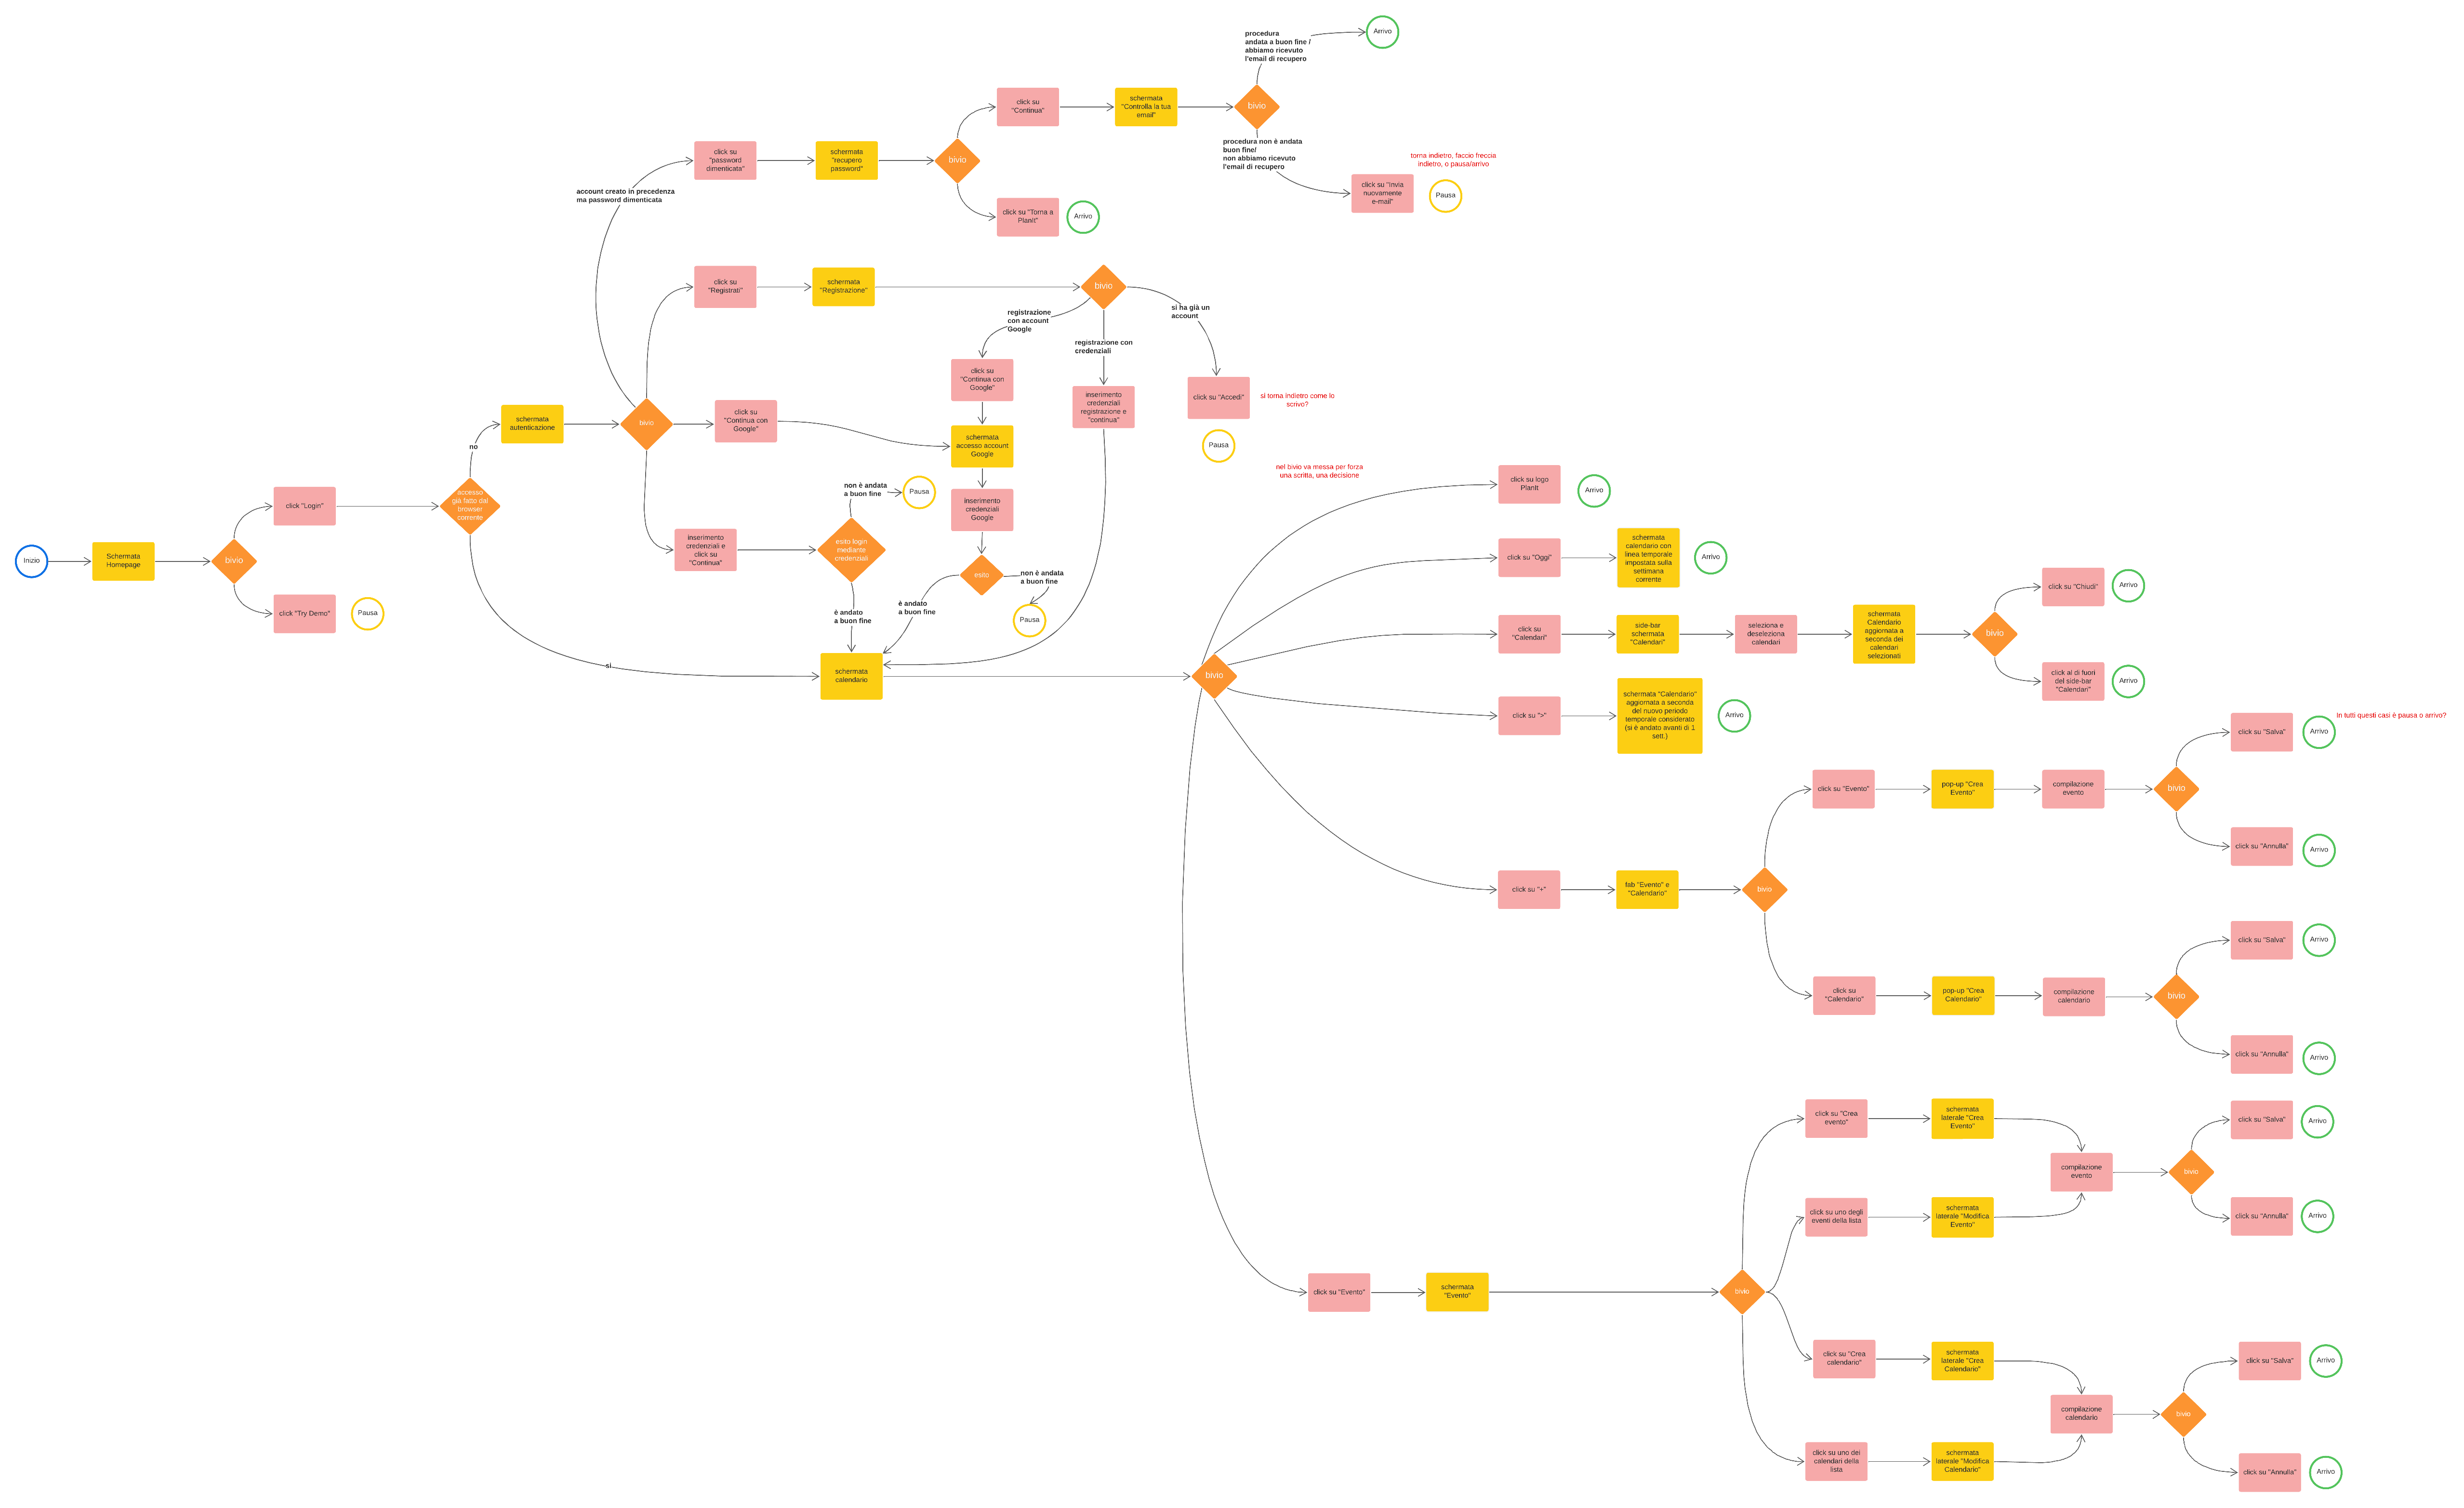 procedura
andata a buon fine /
abbiamo ricevuto
l'email di recupero
Arrivo
click su
"Continua"
schermata
"Controlla la tua
email"
bivio
procedura non è andata
buon fine/
non abbiamo ricevuto
l'email di recupero
torna indietro, faccio freccia
indietro, o pausa/arrivo
click su "Invia
nuovamente
e-mail"
Pausa
click su
"password
dimenticata"
schermata
"recupero
password"
bivio
account creato in precedenza
ma password dimenticata
click su "Torna a
PlanIt"
Arrivo
click su
"Registrati"
schermata
"Registrazione"
bivio
registrazione
con account
Google
si ha già un
account
registrazione con
credenziali
click su
"Continua con
Google"
inserimento
credenziali
registrazione e
"continua"
click su "Accedi"
si torna indietro come lo
scrivo?
Pausa
schermata
autenticazione
bivio
click su
"Continua con
Google"
schermata
accesso account
Google
no
nel bivio va messa per forza
una scritta, una decisione
click "Login"
accesso
già fatto dal
browser
corrente
non è andata
a buon fine
Pausa
inserimento
credenziali
Google
Inizio
Schermata
Homepage
bivio
inserimento
credenziali e
click su
"Continua"
esito login
mediante
credenziali
esito
non è andata
a buon fine
click "Try Demo"
Pausa
è andato
a buon fine
è andato
a buon fine
Pausa
si
schermata
calendario
bivio
click su logo
PlanIt
Arrivo
click su "Oggi"
schermata
calendario con
linea temporale
impostata sulla
settimana
corrente
Arrivo
click su
"Calendari"
side-bar
schermata
"Calendari"
seleziona e
deseleziona
calendari
schermata
Calendario
aggiornata a
seconda dei
calendari
selezionati
bivio
click su "Chiudi"
Arrivo
click al di fuori
del side-bar
"Calendari"
Arrivo
click su ">"
schermata "Calendario"
aggiornata a seconda
del nuovo periodo
temporale considerato
(si è andato avanti di 1
sett.)
Arrivo
click su "Salva"
Arrivo
In tutti questi casi è pausa o arrivo?
click su "Evento"
pop-up "Crea
Evento"
compilazione
evento
bivio
click su "Annulla"
Arrivo
click su "+"
fab "Evento" e
"Calendario"
bivio
click su "Salva"
Arrivo
click su
"Calendario"
pop-up "Crea
Calendario"
compilazione
calendario
bivio
click su "Annulla"
Arrivo
click su "Crea
evento"
schermata
laterale "Crea
Evento"
click su "Salva"
Arrivo
compilazione
evento
bivio
click su uno degli
eventi della lista
schermata
laterale "Modifica
Evento"
click su "Annulla"
Arrivo
click su "Evento"
schermata
"Evento"
bivio
click su "Crea
calendario"
schermata
laterale "Crea
Calendario"
click su "Salva"
Arrivo
compilazione
calendario
bivio
click su uno dei
calendari della
lista
schermata
laterale "Modifica
Calendario"
click su "Annulla"
Arrivo